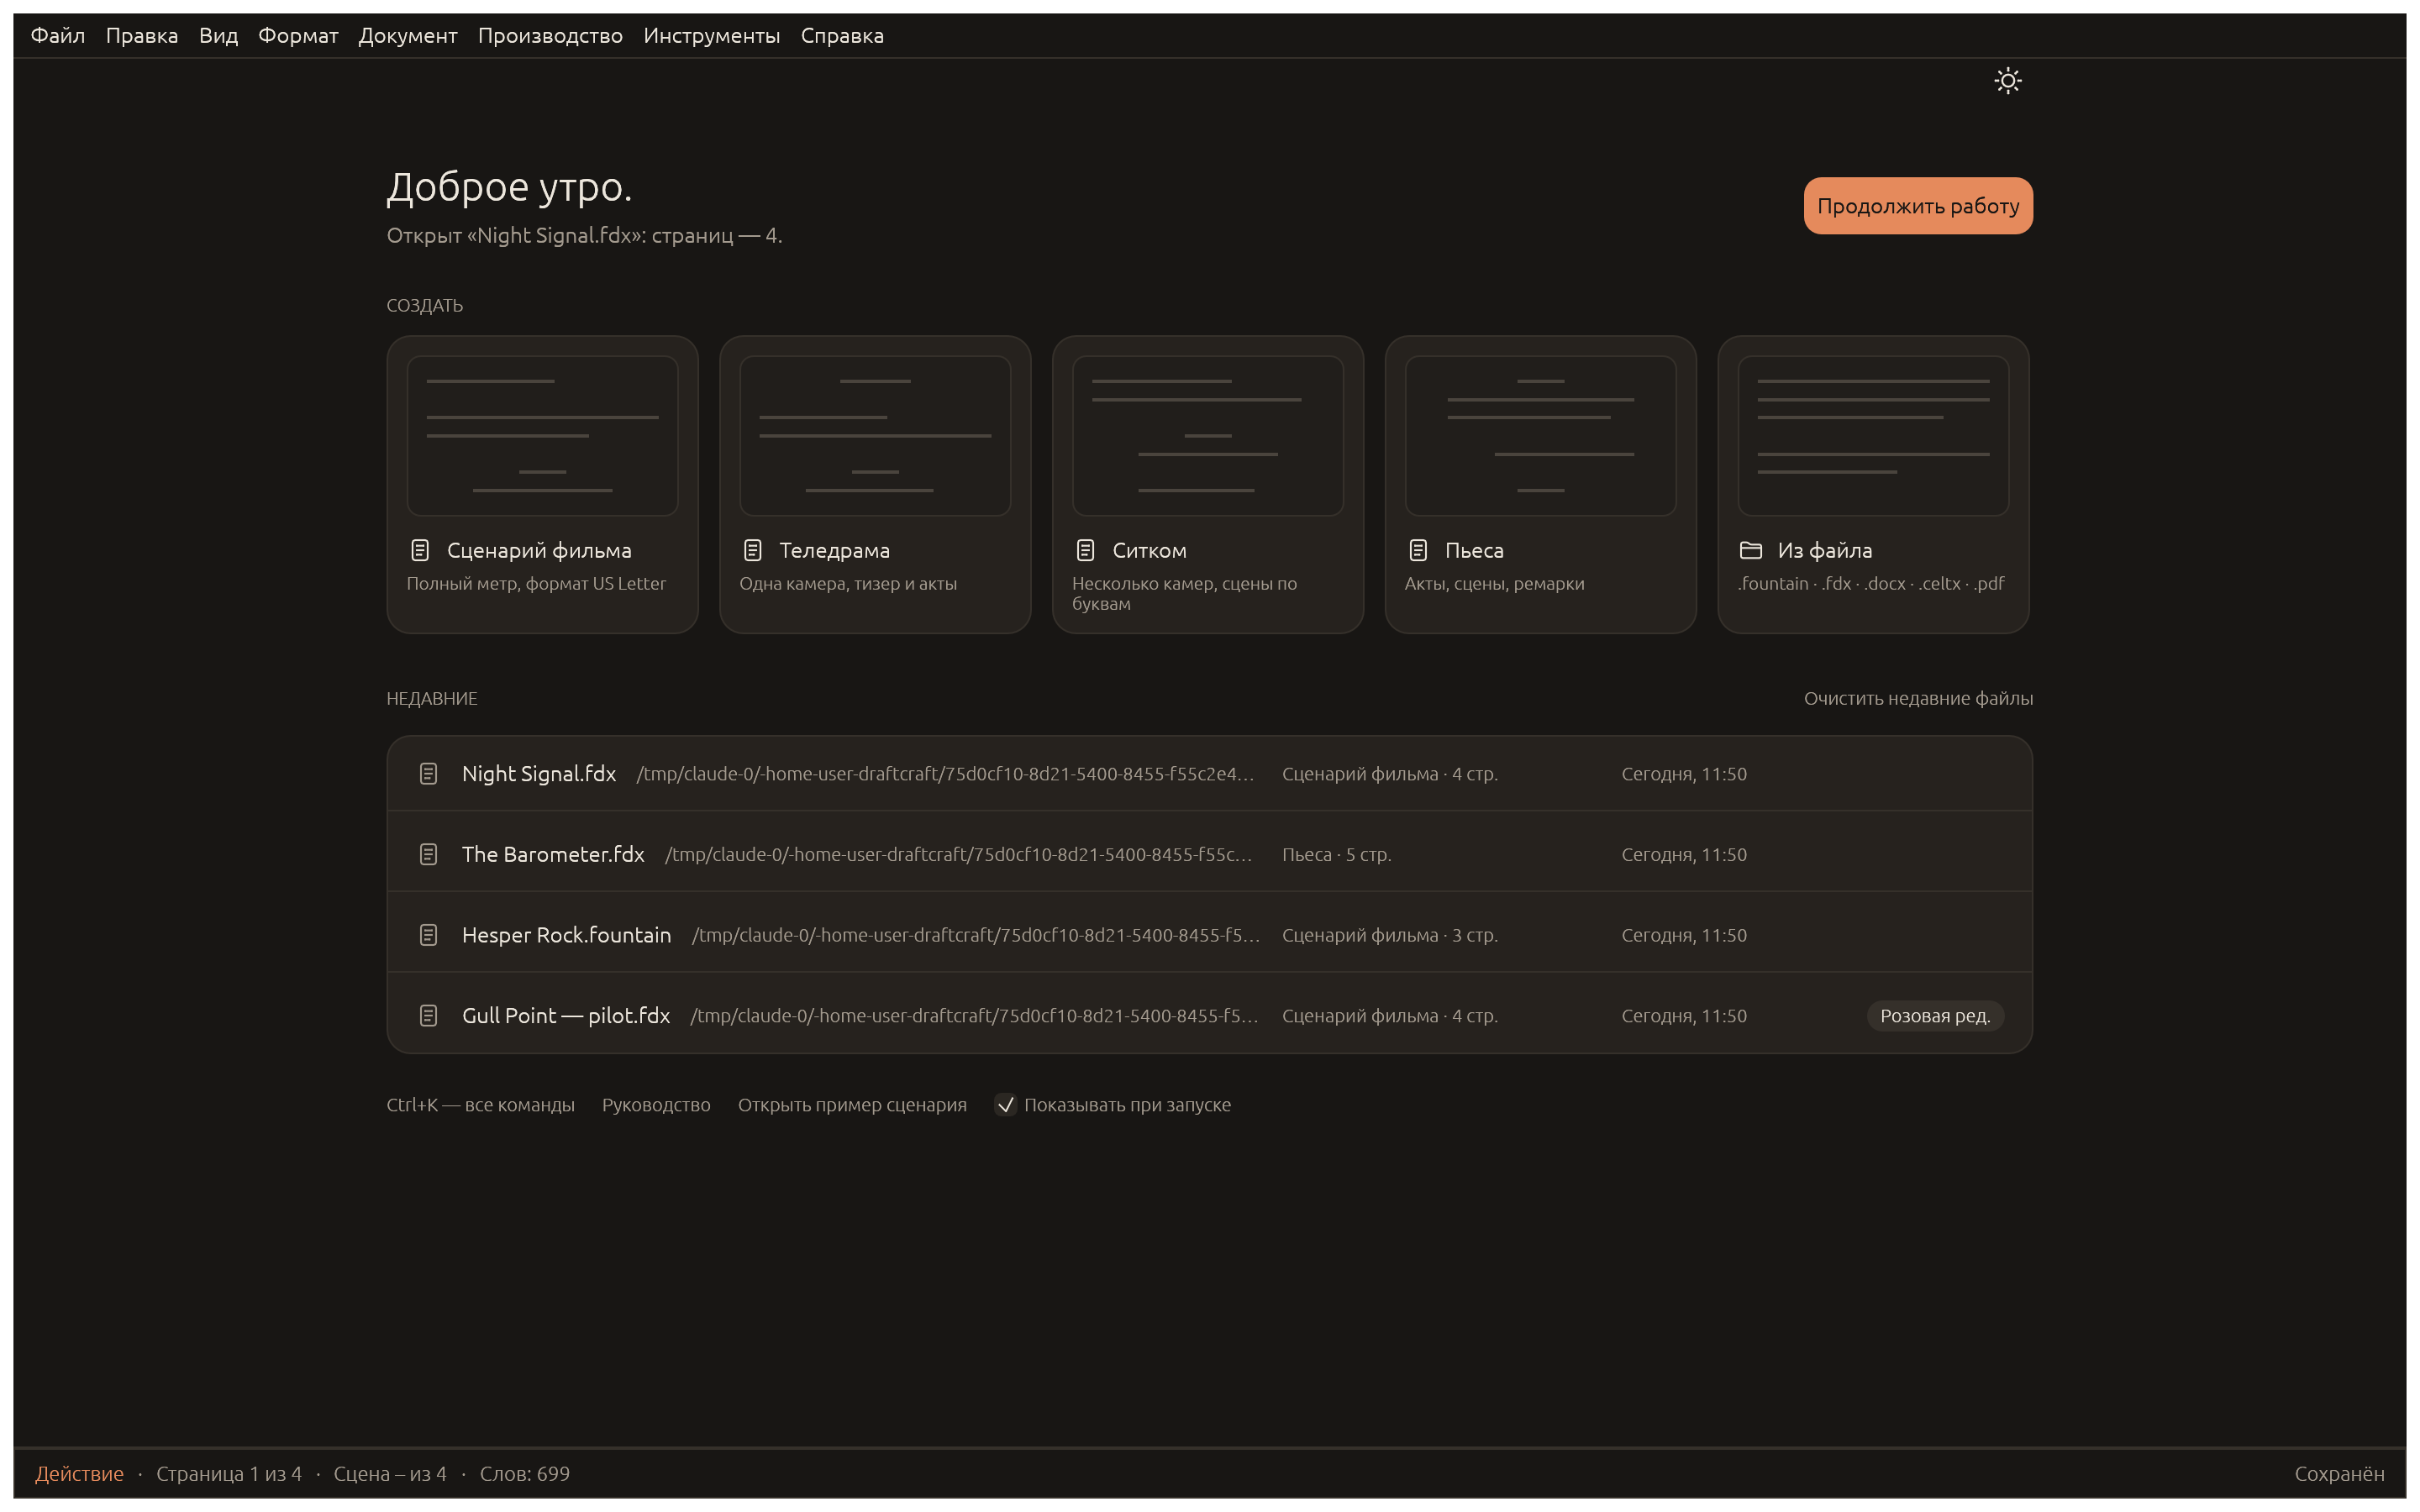 Файл Правка Вид Формат Документ Производство Инструменты Справка
Доброе утро.
Открыт «Night Signal.fdx»: страниц — 4.
Продолжить работу
СОЗДАТЬ
Сценарий фильма
Полный метр, формат US Letter
Теледрама
Одна камера, тизер и акты
Ситком
Несколько камер, сцены по
буквам
Пьеса
Акты, сцены, ремарки
Из файла
.fountain · .fdx · .docx · .celtx · .pdf
НЕДАВНИЕ Очистить недавние файлы
Night Signal.fdx /tmp/claude-0/-home-user-draftcraft/75d0cf10-8d21-5400-8455-f55c2e4… Сценарий фильма · 4 стр. Сегодня, 11:50
The Barometer.fdx /tmp/claude-0/-home-user-draftcraft/75d0cf10-8d21-5400-8455-f55c… Пьеса · 5 стр. Сегодня, 11:50
Hesper Rock.fountain /tmp/claude-0/-home-user-draftcraft/75d0cf10-8d21-5400-8455-f5… Сценарий фильма · 3 стр. Сегодня, 11:50
Gull Point — pilot.fdx /tmp/claude-0/-home-user-draftcraft/75d0cf10-8d21-5400-8455-f5… Сценарий фильма · 4 стр. Сегодня, 11:50 Розовая ред.
Ctrl+K — все команды Руководство Открыть пример сценария Показывать при запуске
Действие · Страница 1 из 4 · Сцена – из 4 · Слов: 699 Сохранён